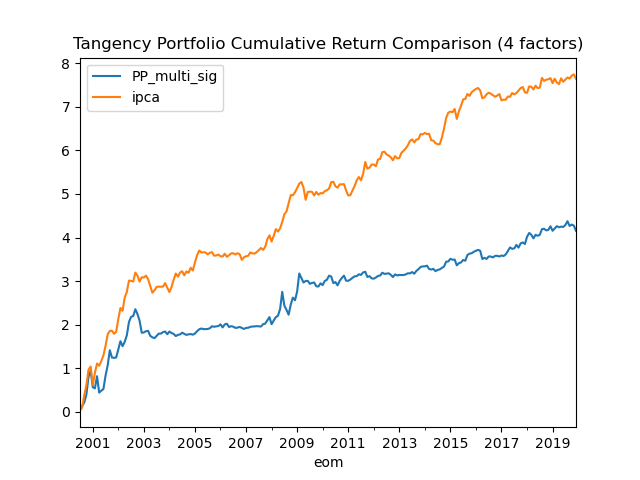 Tangency Portfolio Cumulative Return Comparison (4 factors)
PP_multi_sig
ipca
8
7
6
5
4
3
2
1
0
2001 2003 2005 2007 2009 2011 2013 2015 2017 2019
eom